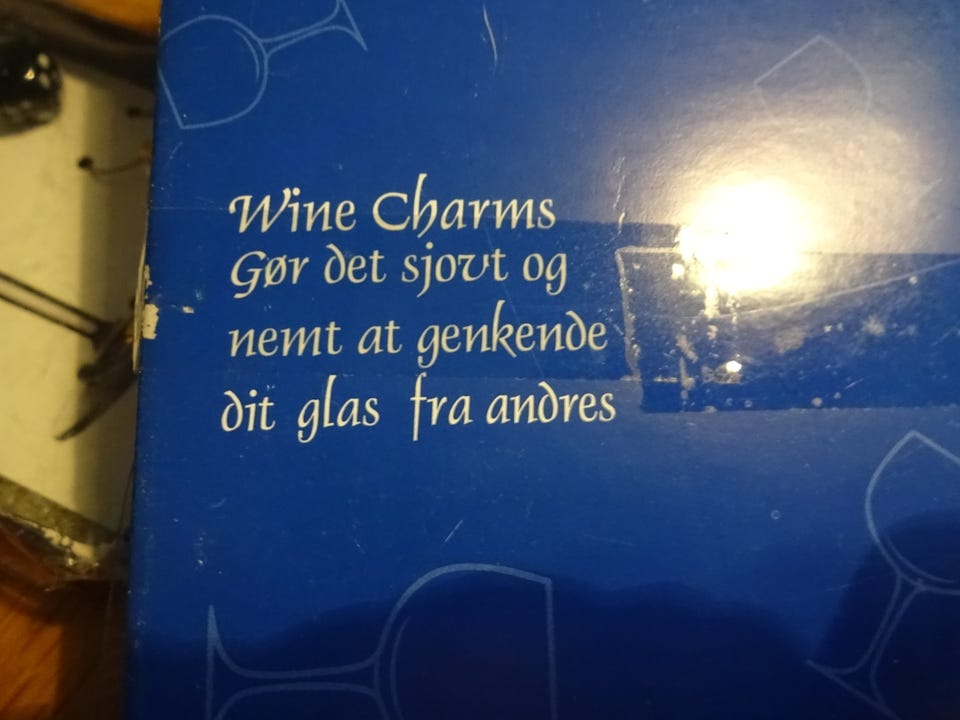 Wine Charms
Gør det sjovt og
nemt at genkende
dit glas fra andres